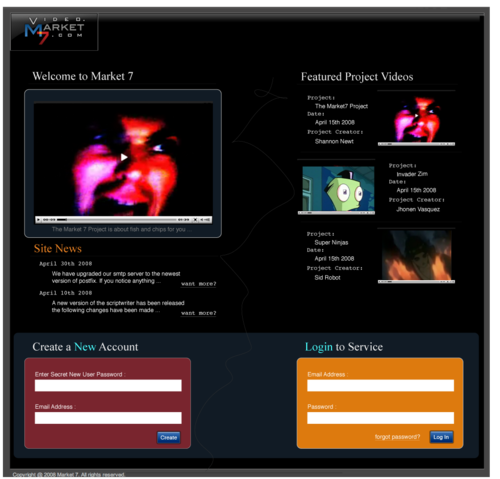 VIDEO.
MARKET
7.COM
Welcome to Market 7
The Market 7 Project is about fish and chips for you ...
Site News
April 30th 2008
We have upgraded our smtp server to the newest
version of postfix. If you notice anything ...
want more?
April 10th 2008
A new version of the scriptwriter has been released
the following changes have been made ...
want more?
Featured Project Videos
Project:
The Market7 Project
Date:
April 15th 2008
Project Creator:
Shannon Newt
Project:
Invader Zim
Date:
April 15th 2008
Project Creator:
Jhonen Vasquez
Project:
Super Ninjas
Date:
April 15th 2008
Project Creator:
Sid Robot
Create a New Account
Enter Secret New User Password :
Email Address :
Create
Login to Service
Email Address :
Password :
forgot password?
Log In
Copyright @ 2008 Market 7. All rights reserved.